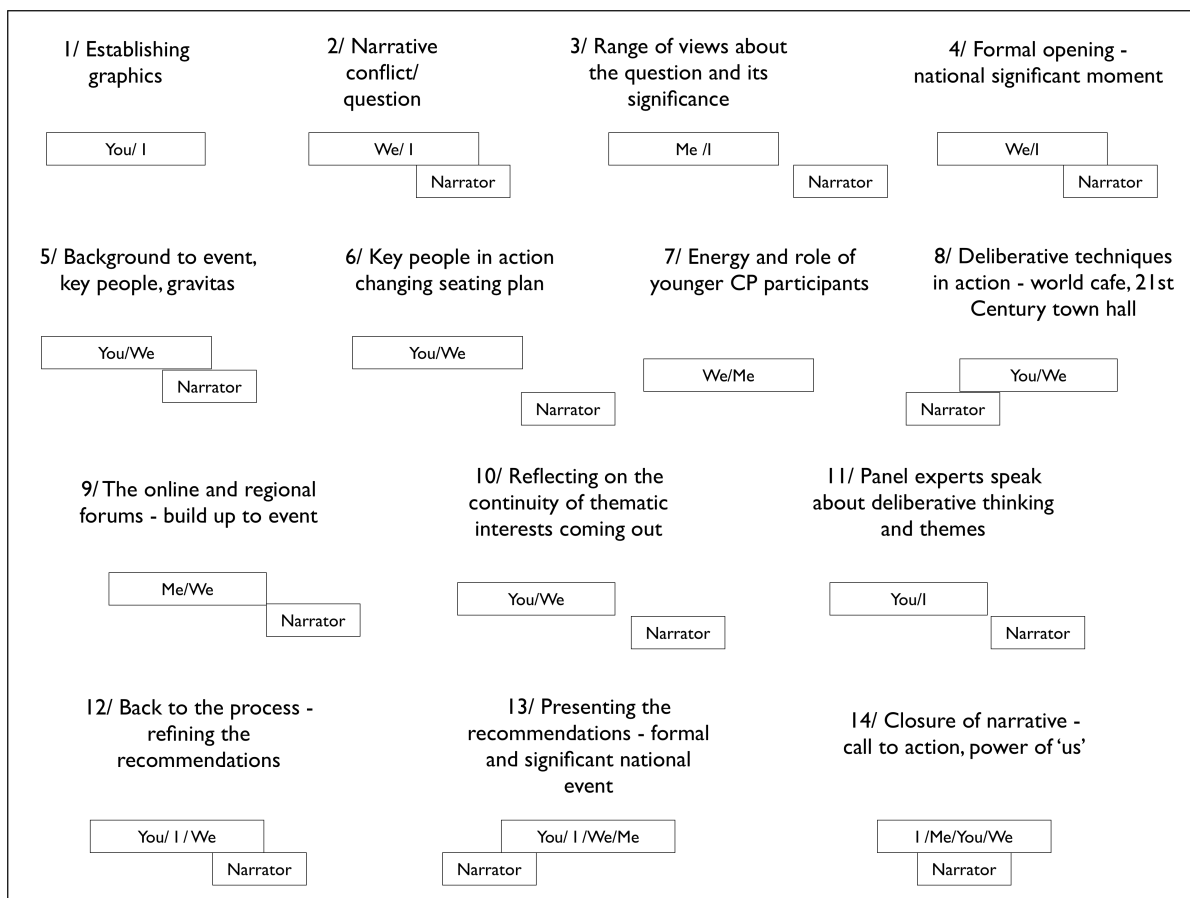 1/ Establishing
graphics
You/ 1
2/ Narrative
conflict/
question
We/ 1
Narrator
3/ Range of views about
the question and its
significance
Me /I
Narrator
4/ Formal opening -
national significant moment
We/I
Narrator
5/ Background to event,
key people, gravitas
You/We
Narrator
6/ Key people in action
changing seating plan
You/We
Narrator
7/ Energy and role of
younger CP participants
We/Me
8/ Deliberative techniques
in action - world cafe, 21st
Century town hall
You/We
Narrator
9/ The online and regional
forums - build up to event
Me/We
Narrator
10/ Reflecting on the
continuity of thematic
interests coming out
You/We
Narrator
11/ Panel experts speak
about deliberative thinking
and themes
You/I
Narrator
12/ Back to the process -
refining the
recommendations
You/ 1 / We
Narrator
13/ Presenting the
recommendations - formal
and significant national
event
You/ 1 /We/Me
Narrator
14/ Closure of narrative -
call to action, power of ‘us’
1 /Me/You/We
Narrator